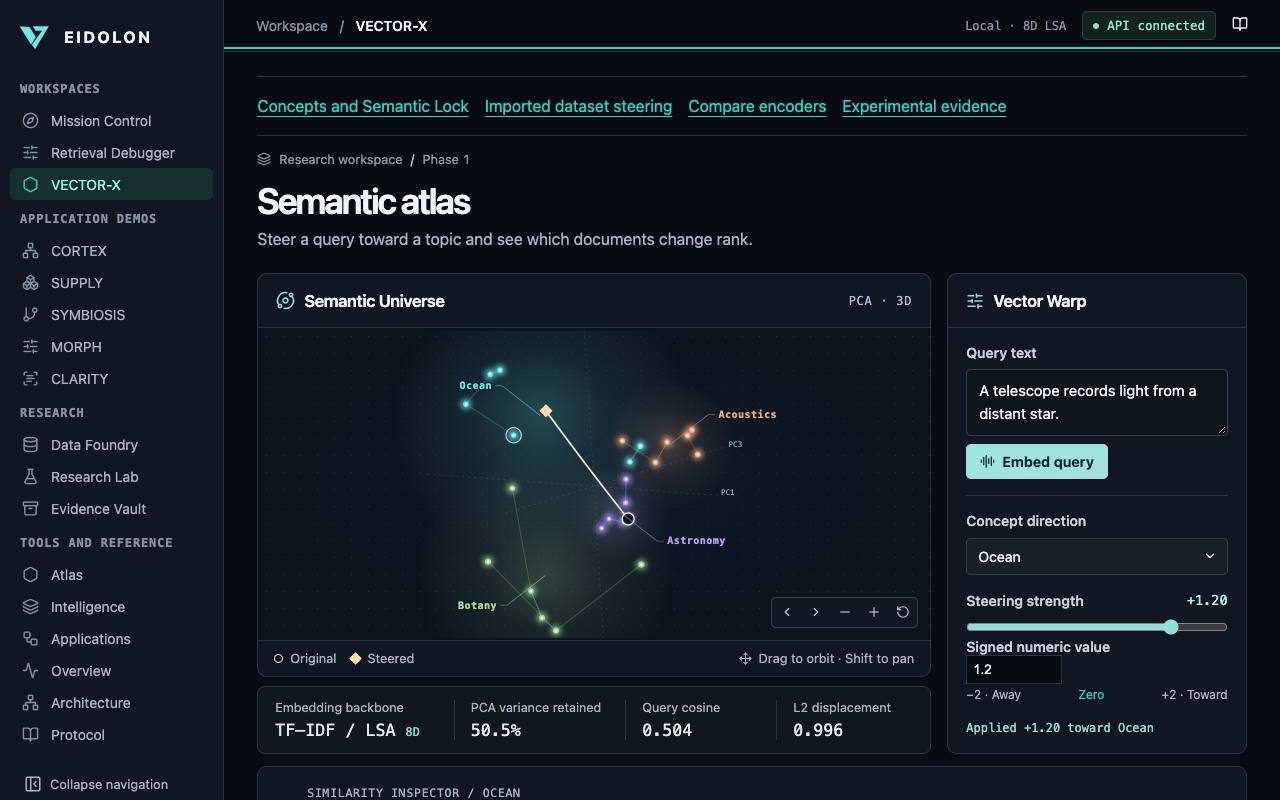 EIDOLON
WORKSPACES
Mission Control
Retrieval Debugger
VECTOR-X
APPLICATION DEMOS
CORTEX
SUPPLY
SYMBIOSIS
MORPH
CLARITY
RESEARCH
Data Foundry
Research Lab
Evidence Vault
TOOLS AND REFERENCE
Atlas
Intelligence
Applications
Overview
Architecture
Protocol
Collapse navigation
Workspace / VECTOR-X
Local · 8D LSA
● API connected
Concepts and Semantic Lock Imported dataset steering Compare encoders Experimental evidence
Research workspace / Phase 1
Semantic atlas
Steer a query toward a topic and see which documents change rank.
Semantic Universe
PCA · 3D
Ocean
Acoustics
PC3
PC1
Astronomy
Botany
Original Steered
Drag to orbit · Shift to pan
Embedding backbone
TF–IDF / LSA 8D
PCA variance retained
50.5%
Query cosine
0.504
L2 displacement
0.996
Vector Warp
Query text
A telescope records light from a
distant star.
Embed query
Concept direction
Ocean
Steering strength +1.20
Signed numeric value
1.2
−2 · Away Zero +2 · Toward
Applied +1.20 toward Ocean
SIMILARITY INSPECTOR / OCEAN